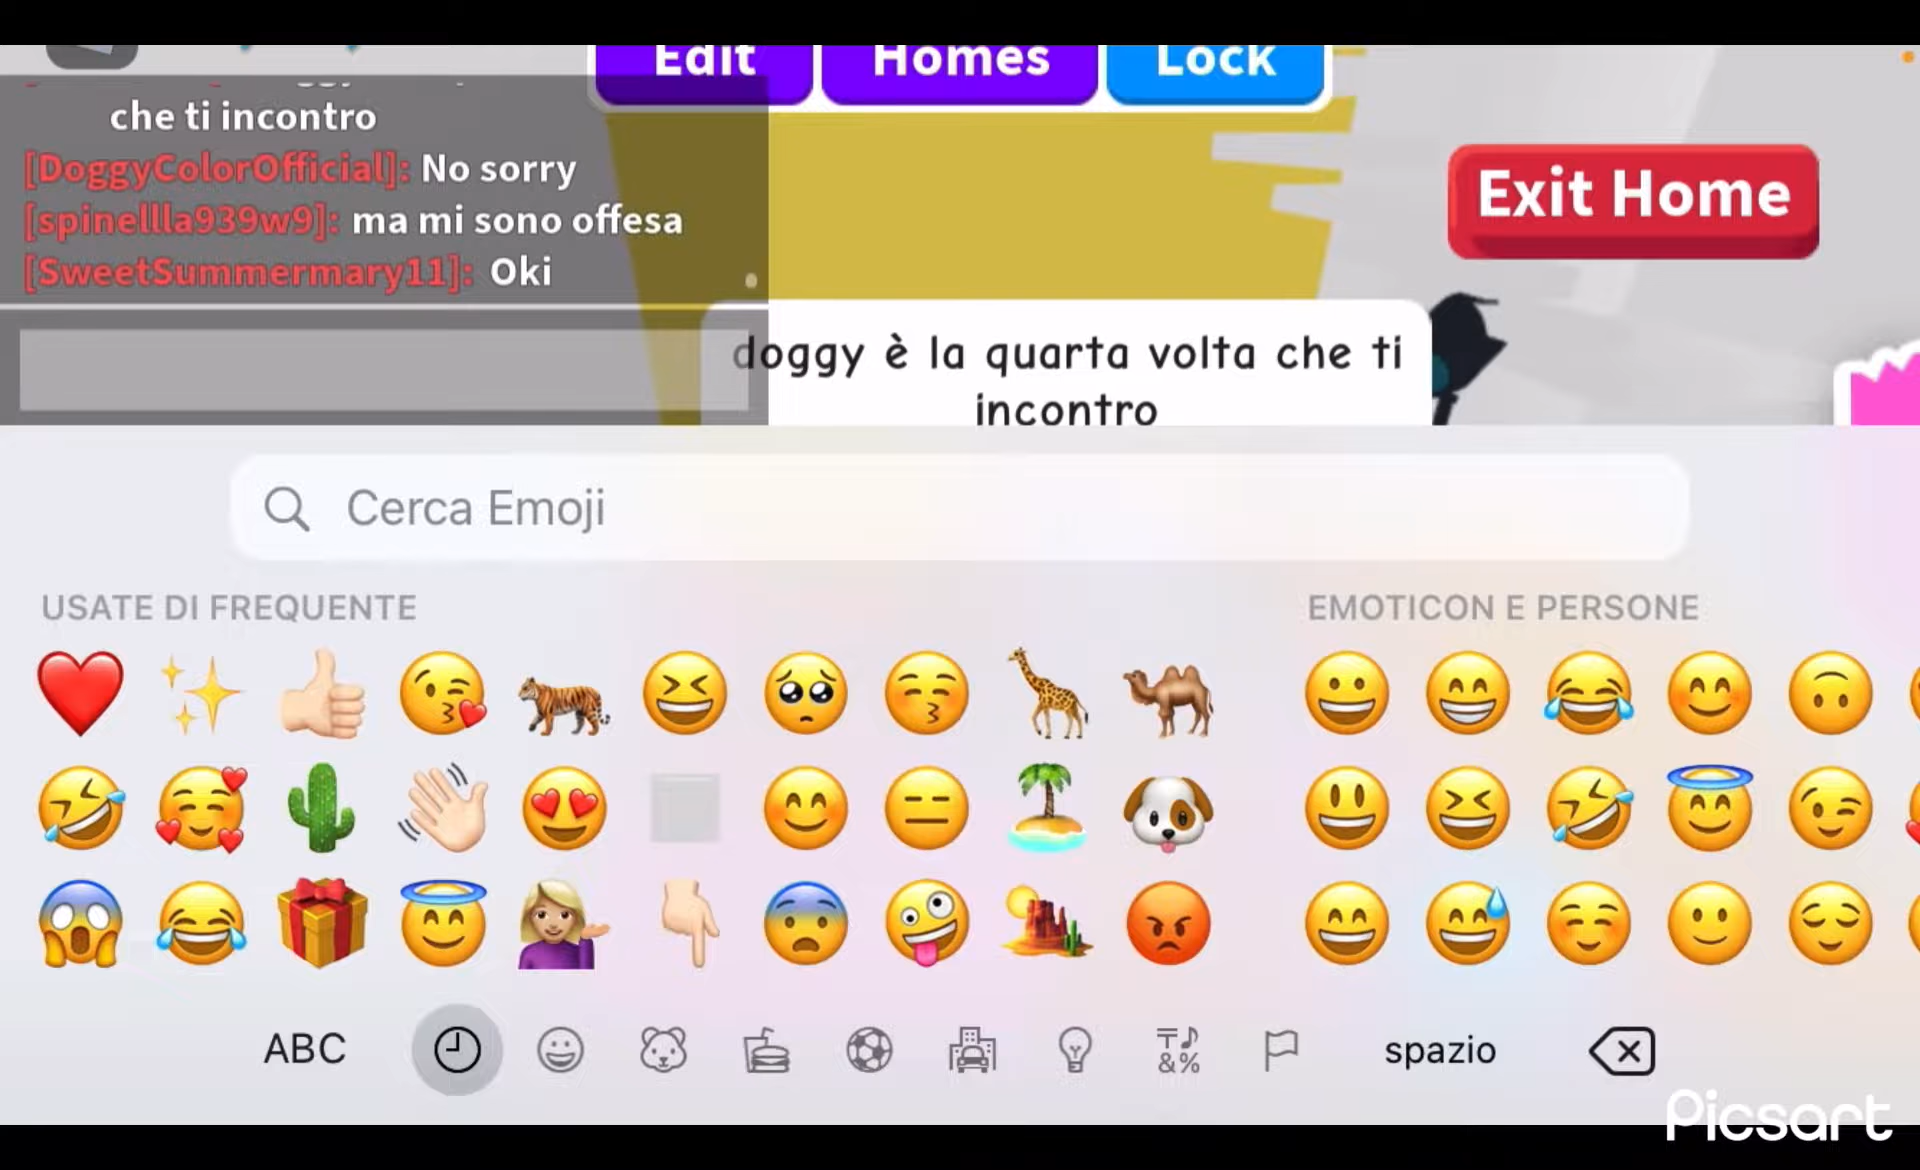 Edit Homes Lock
che ti incontro
[DoggyColorOfficial]: No sorry
[spinellla939w9]: ma mi sono offesa
[SweetSummermary11]: Oki
Exit Home
doggy è la quarta volta che ti
incontro
Cerca Emoji
USATE DI FREQUENTE
EMOTICON E PERSONE
ABC
&%
spazio
Picsart